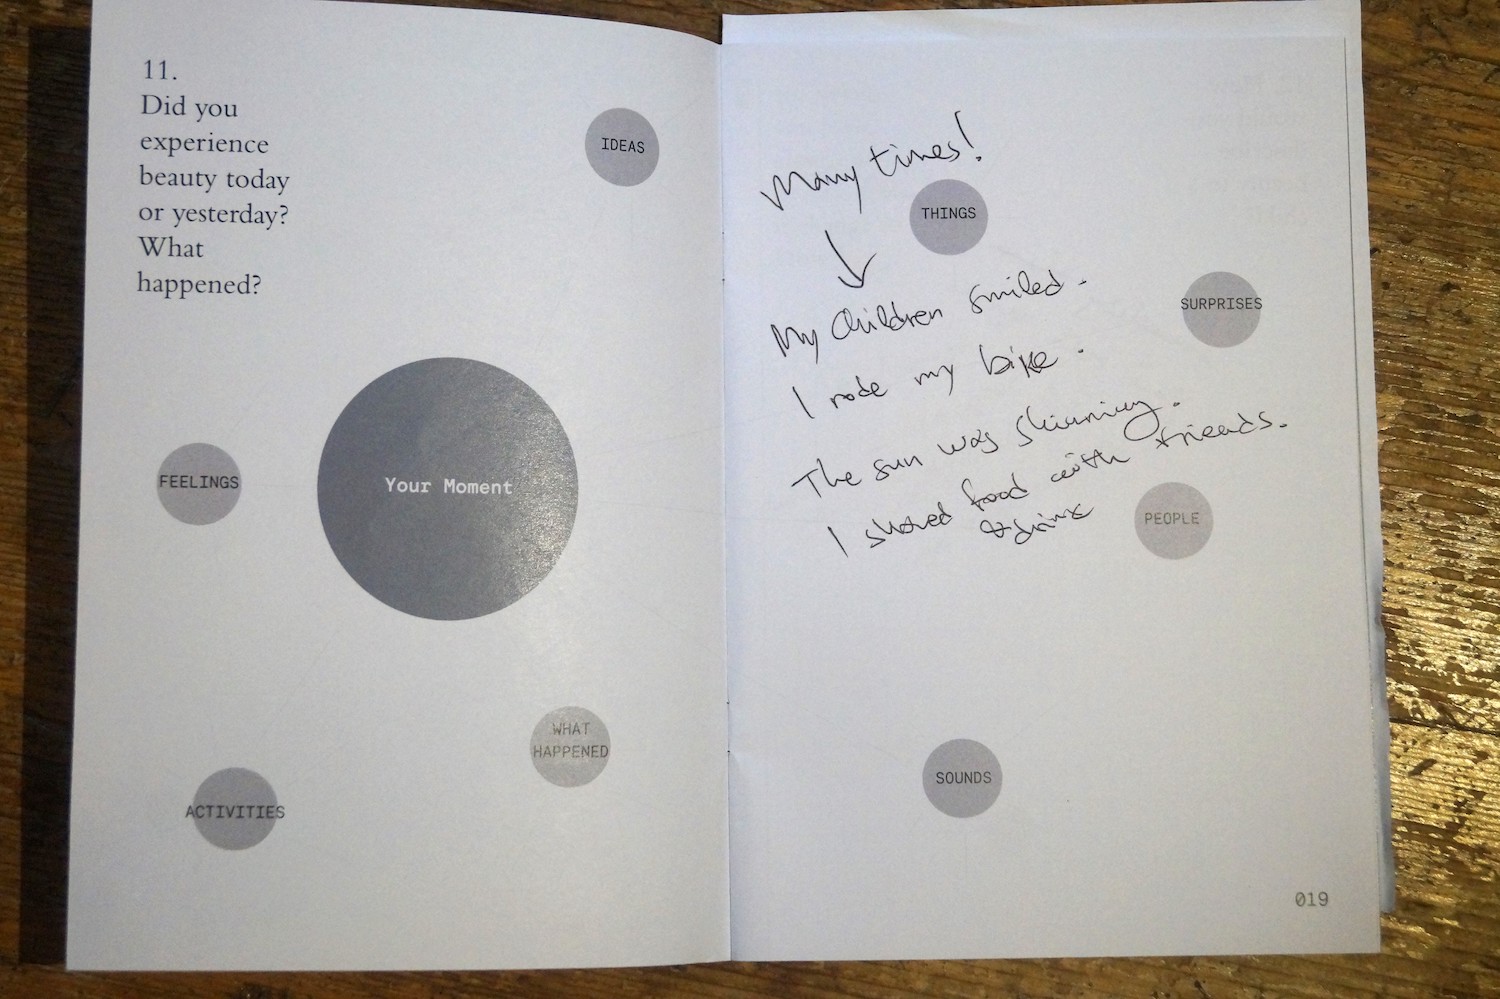 11.
Did you
experience
beauty today
or yesterday?
What
happened?
IDEAS
FEELINGS
Your Moment
WHAT
HAPPENED
ACTIVITIES
Many times!
THINGS
My Children smiled.
SURPRISES
I rode my bike.
The sun was shinning.
I shared food with friends.
& drinks
PEOPLE
SOUNDS
019